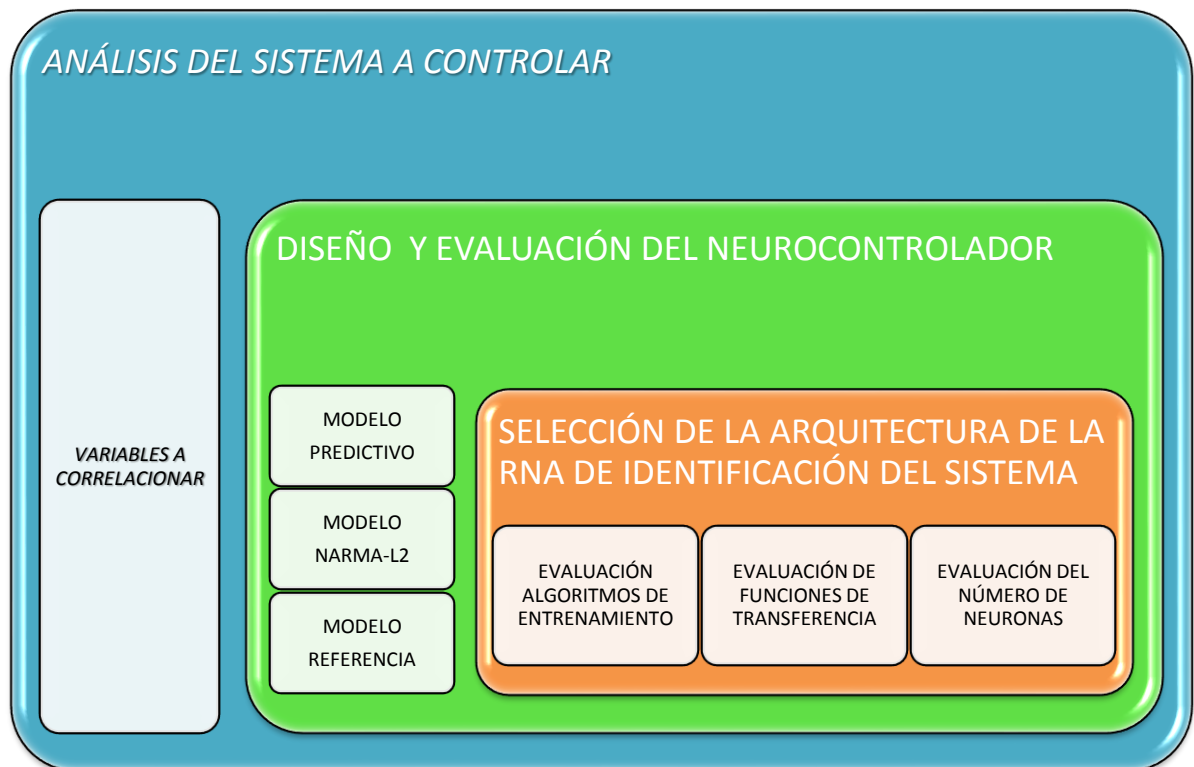 ANÁLISIS DEL SISTEMA A CONTROLAR
VARIABLES A
CORRELACIONAR
DISEÑO Y EVALUACIÓN DEL NEUROCONTROLADOR
MODELO
PREDICTIVO
MODELO
NARMA-L2
MODELO
REFERENCIA
SELECCIÓN DE LA ARQUITECTURA DE LA
RNA DE IDENTIFICACIÓN DEL SISTEMA
EVALUACIÓN
ALGORITMOS DE
ENTRENAMIENTO
EVALUACIÓN DE
FUNCIONES DE
TRANSFERENCIA
EVALUACIÓN DEL
NÚMERO DE
NEURONAS